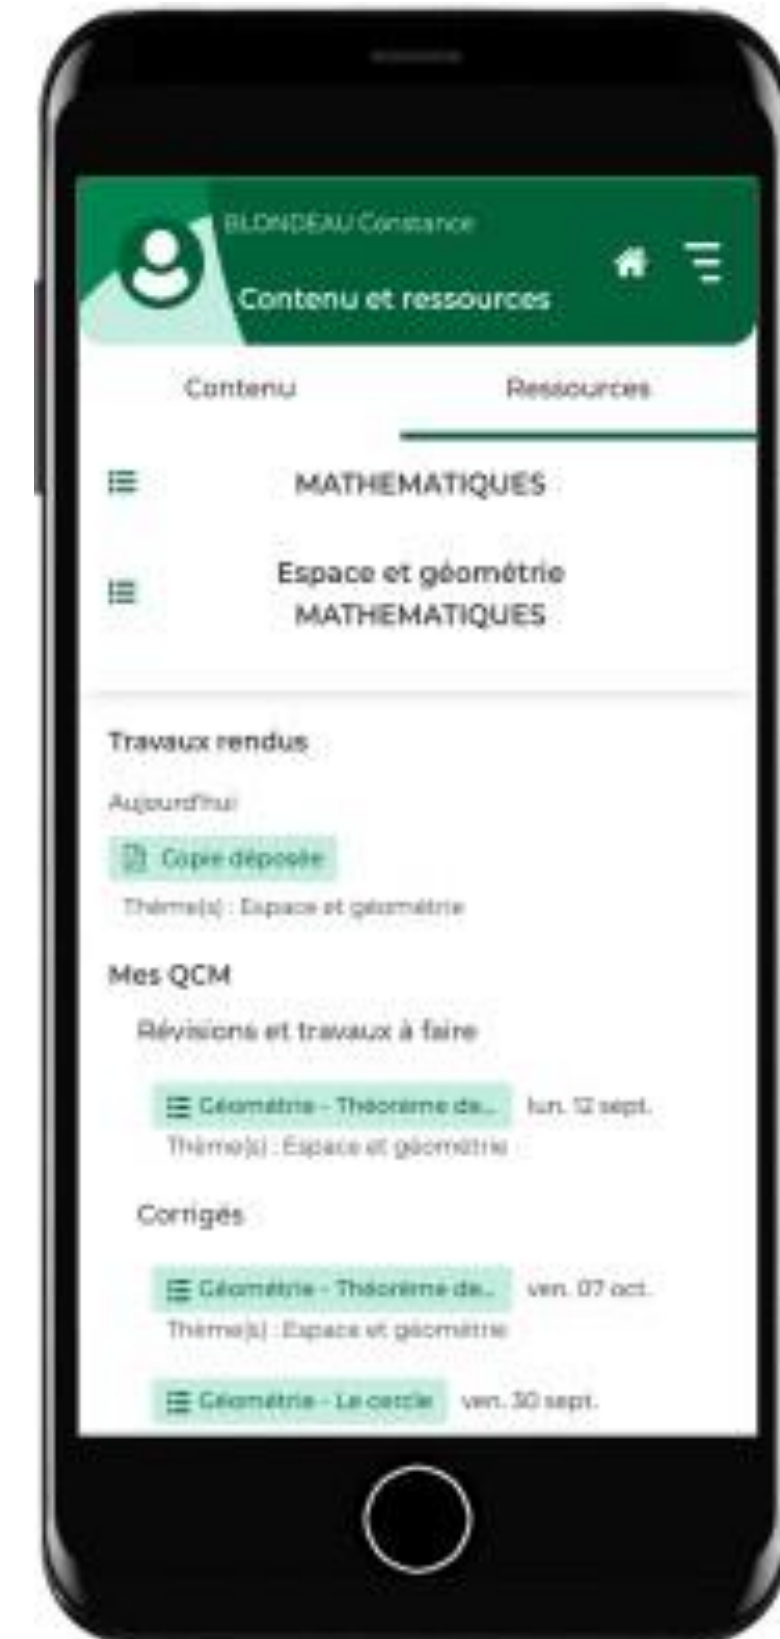 BLONDEAU Constance
Contenu et ressources
Contenu Ressources
MATHEMATIQUES
Espace et géométrie
MATHEMATIQUES
Travaux rendus
Aujourd'hui
Copie déposée
Thème(s) : Espace et géométrie
Mes QCM
Révisions et travaux à faire
Géométrie - Théorème de... lun. 12 sept.
Thème(s) : Espace et géométrie
Corrigés
Géométrie - Théorème de... ven. 07 oct.
Thème(s) : Espace et géométrie
Géométrie - Le cercle ven. 30 sept.